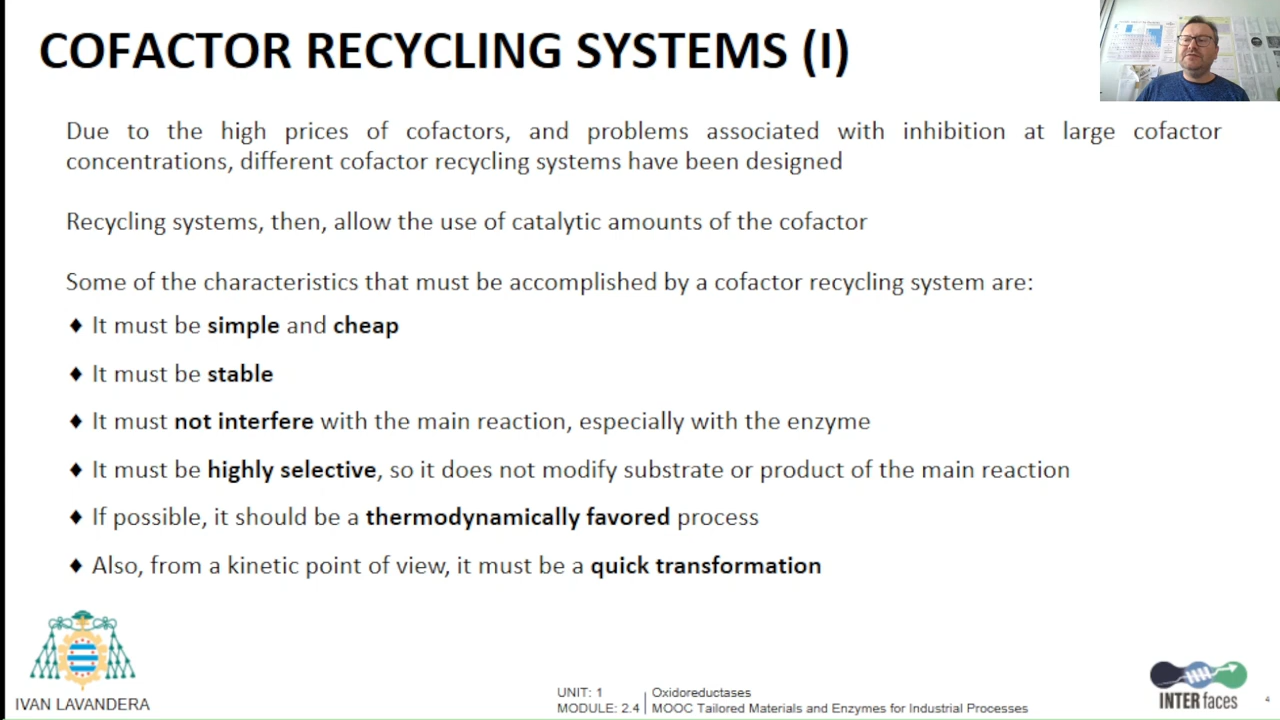 COFACTOR RECYCLING SYSTEMS (I)
Due to the high prices of cofactors, and problems associated with inhibition at large cofactor
concentrations, different cofactor recycling systems have been designed
Recycling systems, then, allow the use of catalytic amounts of the cofactor
Some of the characteristics that must be accomplished by a cofactor recycling system are:
♦ It must be simple and cheap
♦ It must be stable
♦ It must not interfere with the main reaction, especially with the enzyme
♦ It must be highly selective, so it does not modify substrate or product of the main reaction
♦ If possible, it should be a thermodynamically favored process
♦ Also, from a kinetic point of view, it must be a quick transformation
IVAN LAVANDERA
UNIT: 1
MODULE: 2.4
Oxidoreductases
MOOC Tailored Materials and Enzymes for Industrial Processes
INTERfaces
4